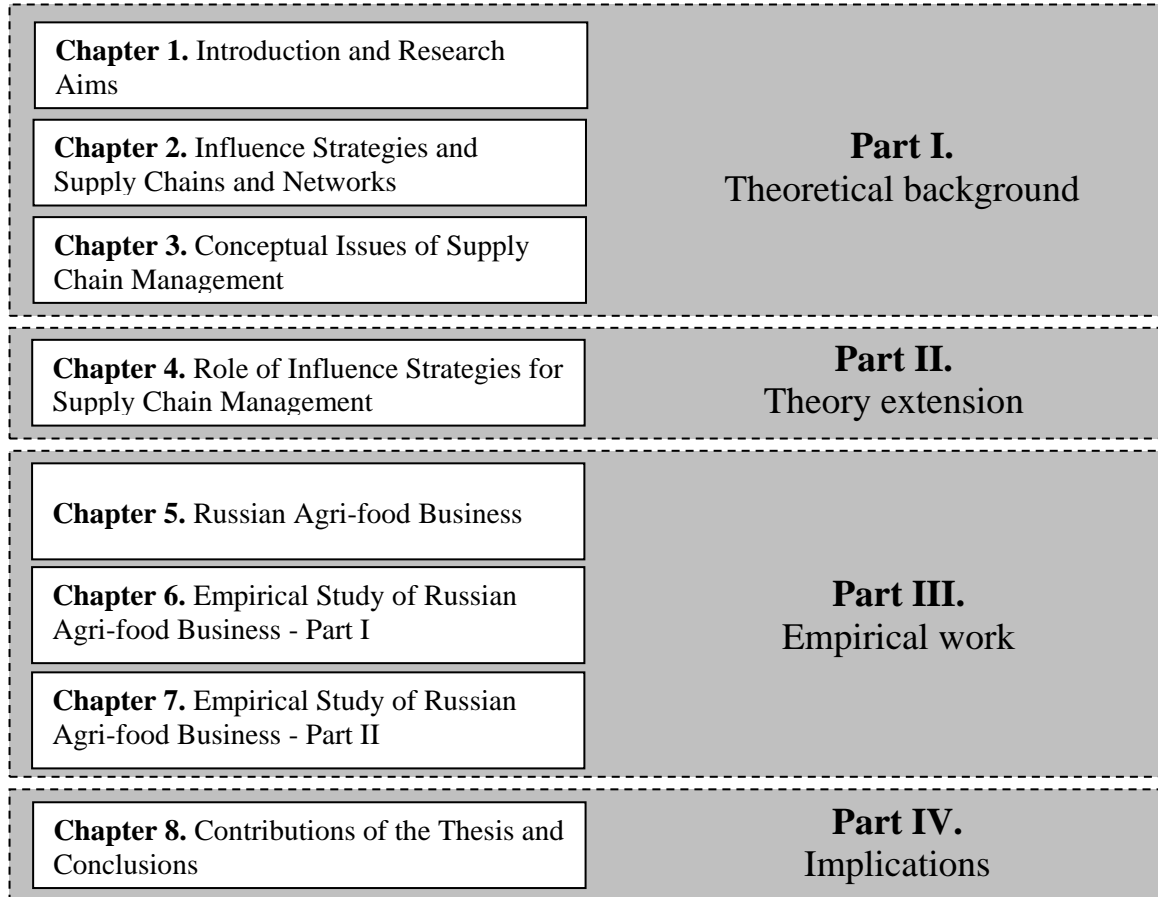 Chapter 1. Introduction and Research
Aims
Chapter 2. Influence Strategies and
Supply Chains and Networks
Chapter 3. Conceptual Issues of Supply
Chain Management
Part I.
Theoretical background
Chapter 4. Role of Influence Strategies for
Supply Chain Management
Part II.
Theory extension
Chapter 5. Russian Agri-food Business
Chapter 6. Empirical Study of Russian
Agri-food Business - Part I
Chapter 7. Empirical Study of Russian
Agri-food Business - Part II
Part III.
Empirical work
Chapter 8. Contributions of the Thesis and
Conclusions
Part IV.
Implications